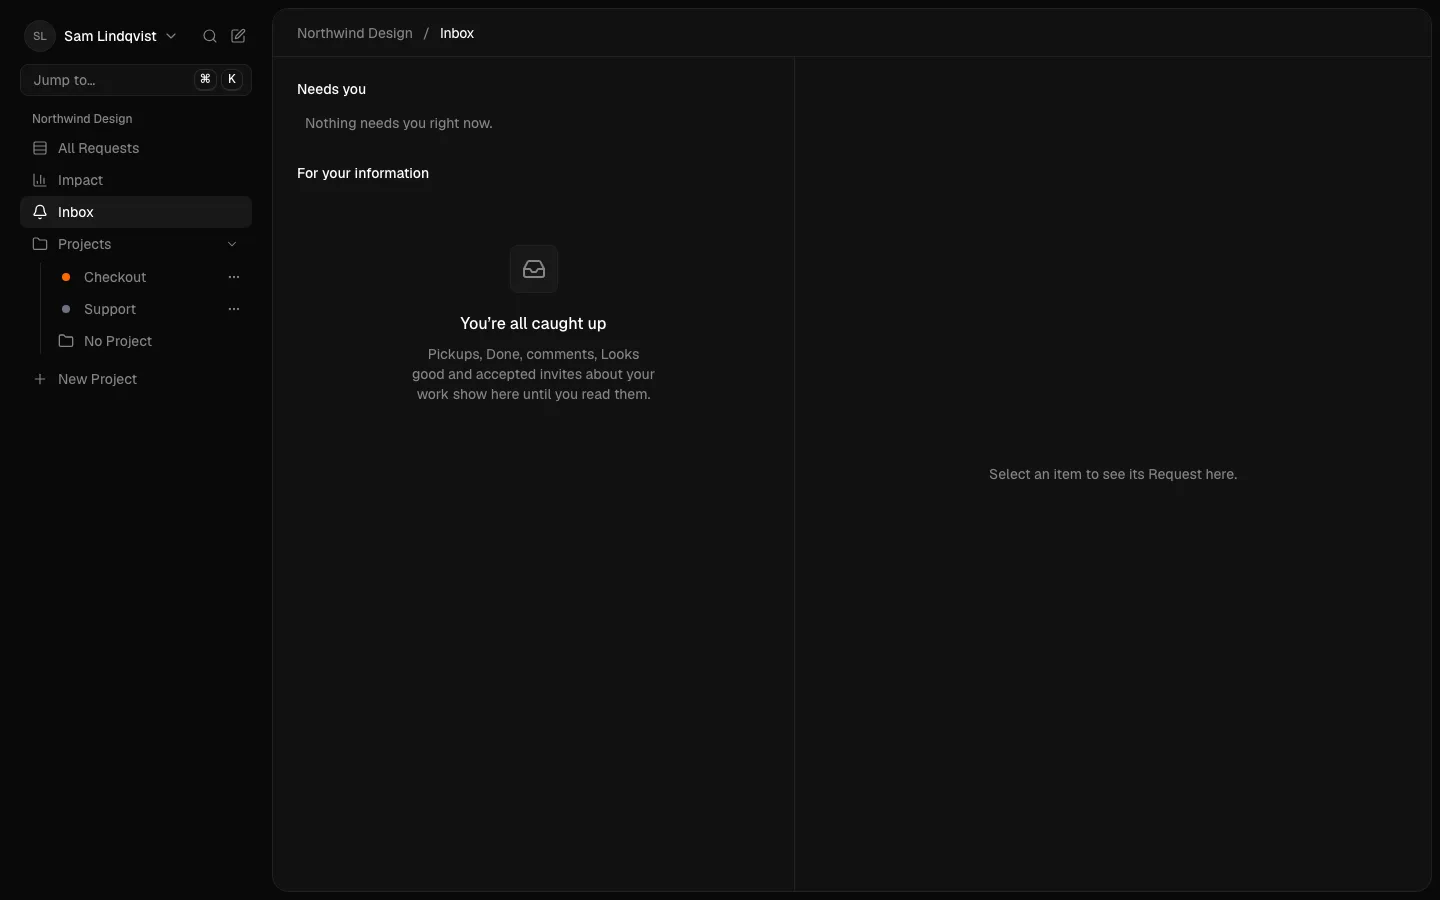 SL
Sam Lindqvist
Jump to...
⌘ K
Northwind Design
All Requests
Impact
Inbox
Projects
Checkout
Support
No Project
New Project
Northwind Design / Inbox
Needs you
Nothing needs you right now.
For your information
You’re all caught up
Pickups, Done, comments, Looks
good and accepted invites about your
work show here until you read them.
Select an item to see its Request here.